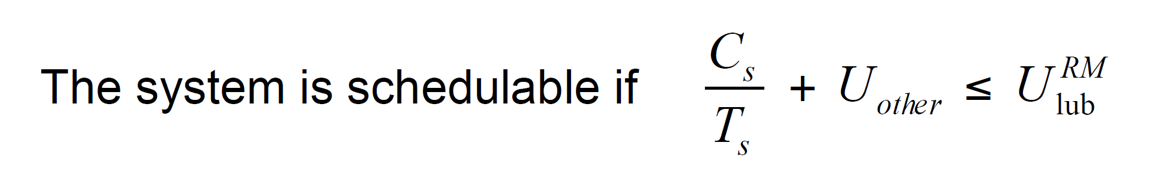 The system is schedulable if C_s/T_s + U_other ≤ U_lub^RM